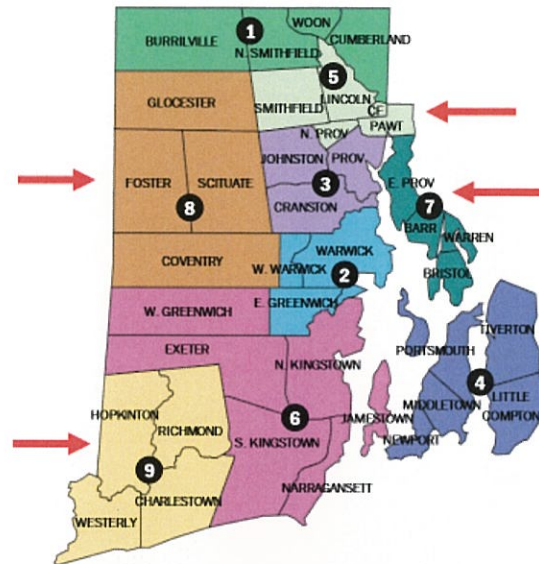 WOON
1
BURRILVILLE
N. SMITHFIELD
CUMBERLAND
5
GLOCESTER
SMITHFIELD
LINCOLN
CF
PAWT
N. PROV
JOHNSTON
PROV
FOSTER
SCITUATE
3
E. PROV
8
CRANSTON
7
BARR
WARREN
WARWICK
COVENTRY
W. WARWICK
2
BRISTOL
E. GREENWICH
W. GREENWICH
TIVERTON
EXETER
N. KINGSTOWN
PORTSMOUTH
4
HOPKINTON
LITTLE
COMPTON
MIDDLETOWN
RICHMOND
6
JAMESTOWN
S. KINGSTOWN
NEWPORT
9
NARRAGANSETT
CHARLESTOWN
WESTERLY